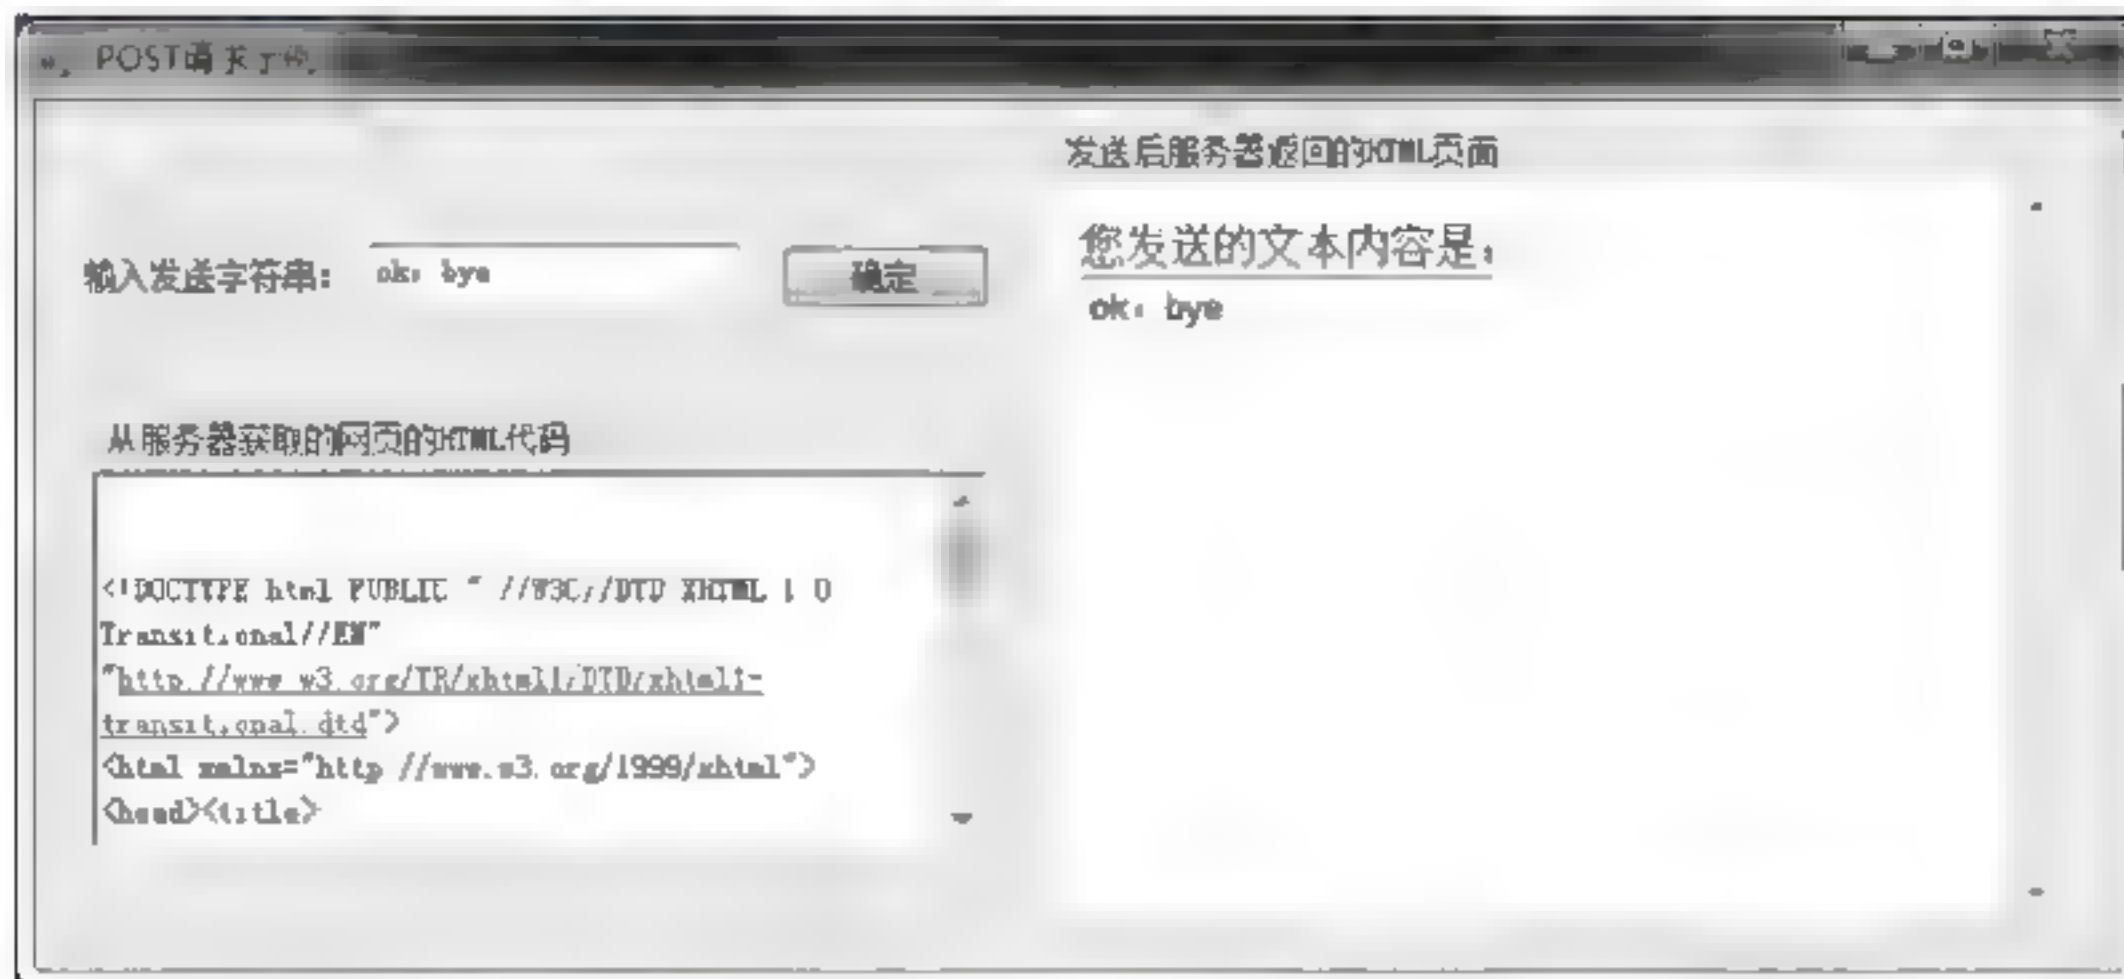 POST请求
输入发送字符串: ok, bye 确定
从服务器获取的网页的HTML代码
<!DOCTYPE html PUBLIC "-//W3C//DTD XHTML 1.0
Transitional//EN"
"http://www.w3.org/TR/xhtml1/DTD/xhtml1-
transitional.dtd">
<html xmlns="http://www.w3.org/1999/xhtml">
<head><title>
发送后服务器返回的HTML页面
您发送的文本内容是:
ok, bye